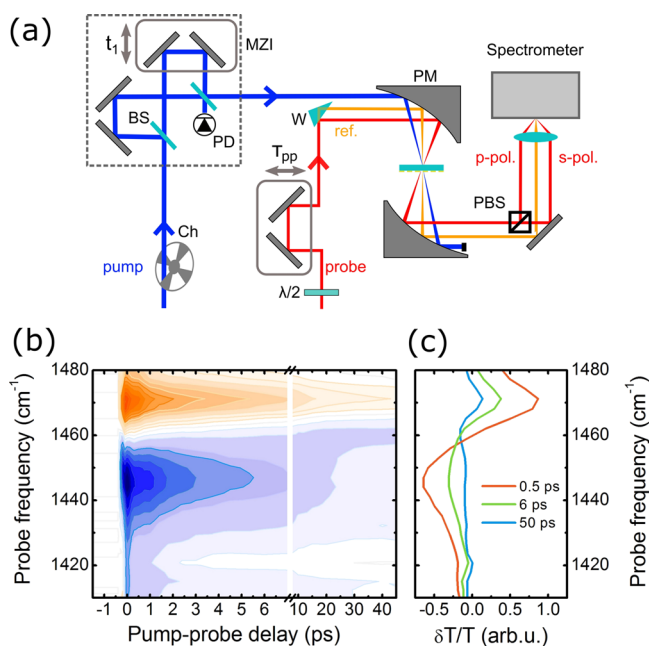 (a)
t₁
MZI
BS
PD
Ch
pump
W
ref.
PM
Tₚₚ
probe
λ/2
Spectrometer
p-pol.
s-pol.
PBS
(b)
Probe frequency (cm⁻¹)
1480
1460
1440
1420
-1 0 1 2 3 4 5 6 10 20 30 40
Pump-probe delay (ps)
(c)
0.5 ps
6 ps
50 ps
-0.5 0.0 0.5 1.0
δT/T (arb.u.)
1480
1460
1440
1420
Probe frequency (cm⁻¹)